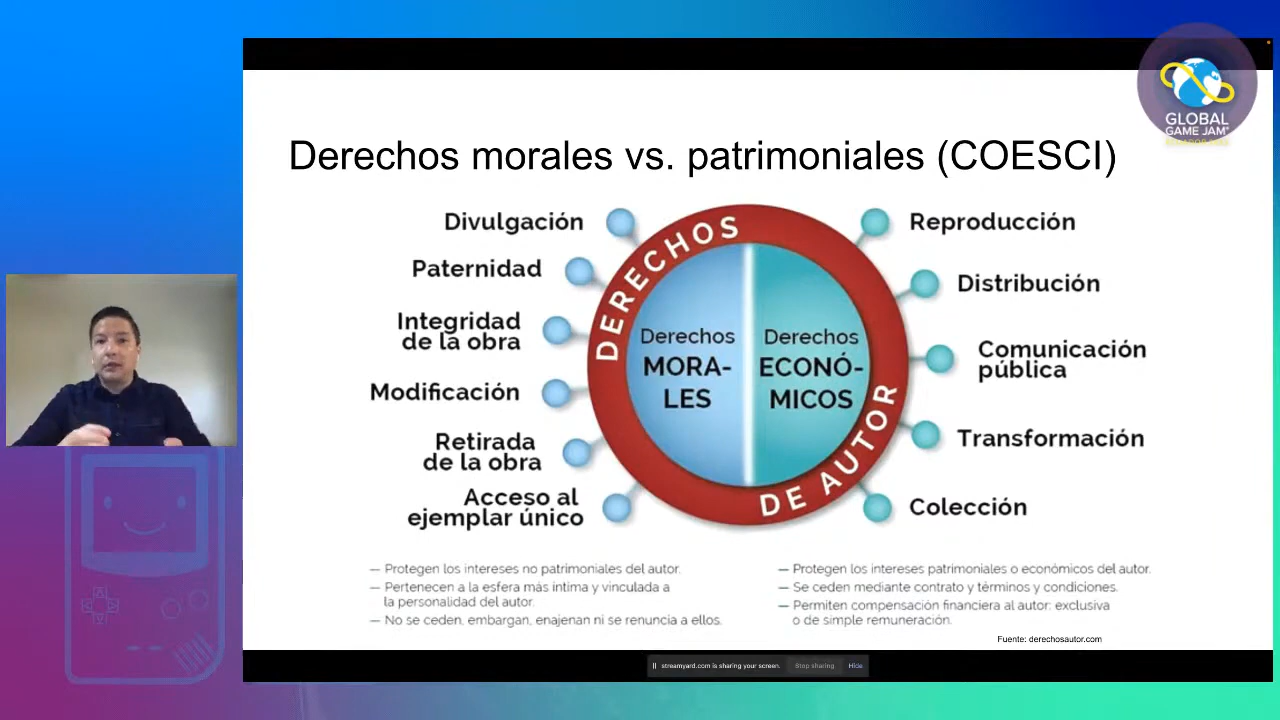 GLOBAL
GAME JAM
Derechos morales vs. patrimoniales (COESCI)
Divulgación
Paternidad
Integridad
de la obra
Modificación
Retirada
de la obra
Acceso al
ejemplar único
DERECHOS
DE AUTOR
Derechos
MORA-
LES
Derechos
ECONÓ-
MICOS
Reproducción
Distribución
Comunicación
pública
Transformación
Colección
— Protegen los intereses no patrimoniales del autor.
— Pertenecen a la esfera más íntima y vinculada a
la personalidad del autor.
— No se ceden, embargan, enajenan ni se renuncia a ellos.
— Protegen los intereses patrimoniales o económicos del autor.
— Se ceden mediante contrato y términos y condiciones.
— Permiten compensación financiera al autor: exclusiva
o de simple remuneración.
Fuente: derechosautor.com
streamyard.com is sharing your screen.
Stop sharing
Hide